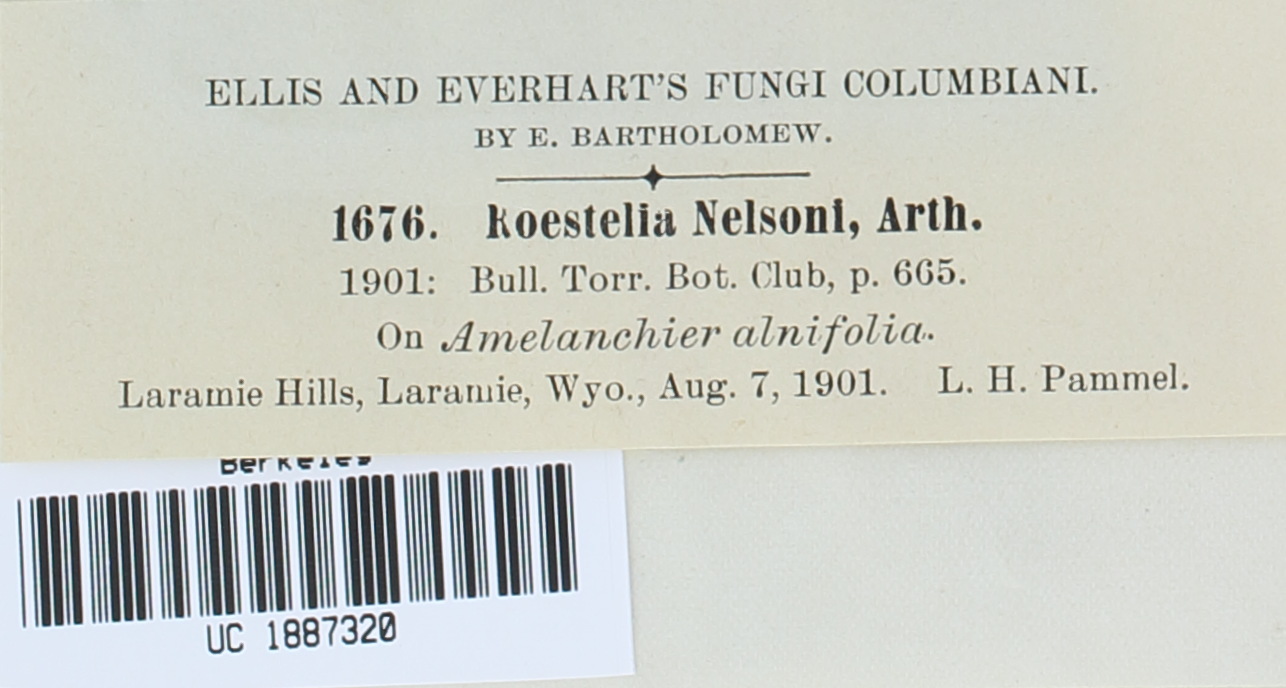 ELLIS AND EVERHART'S FUNGI COLUMBIANI.
BY E. BARTHOLOMEW.
1676. Roestelia Nelsoni, Arth.
1901: Bull. Torr. Bot. Club, p. 665.
On Amelanchier alnifolia.
Laramie Hills, Laramie, Wyo., Aug. 7, 1901. L. H. Pammel.
Berkeley
UC 1887320